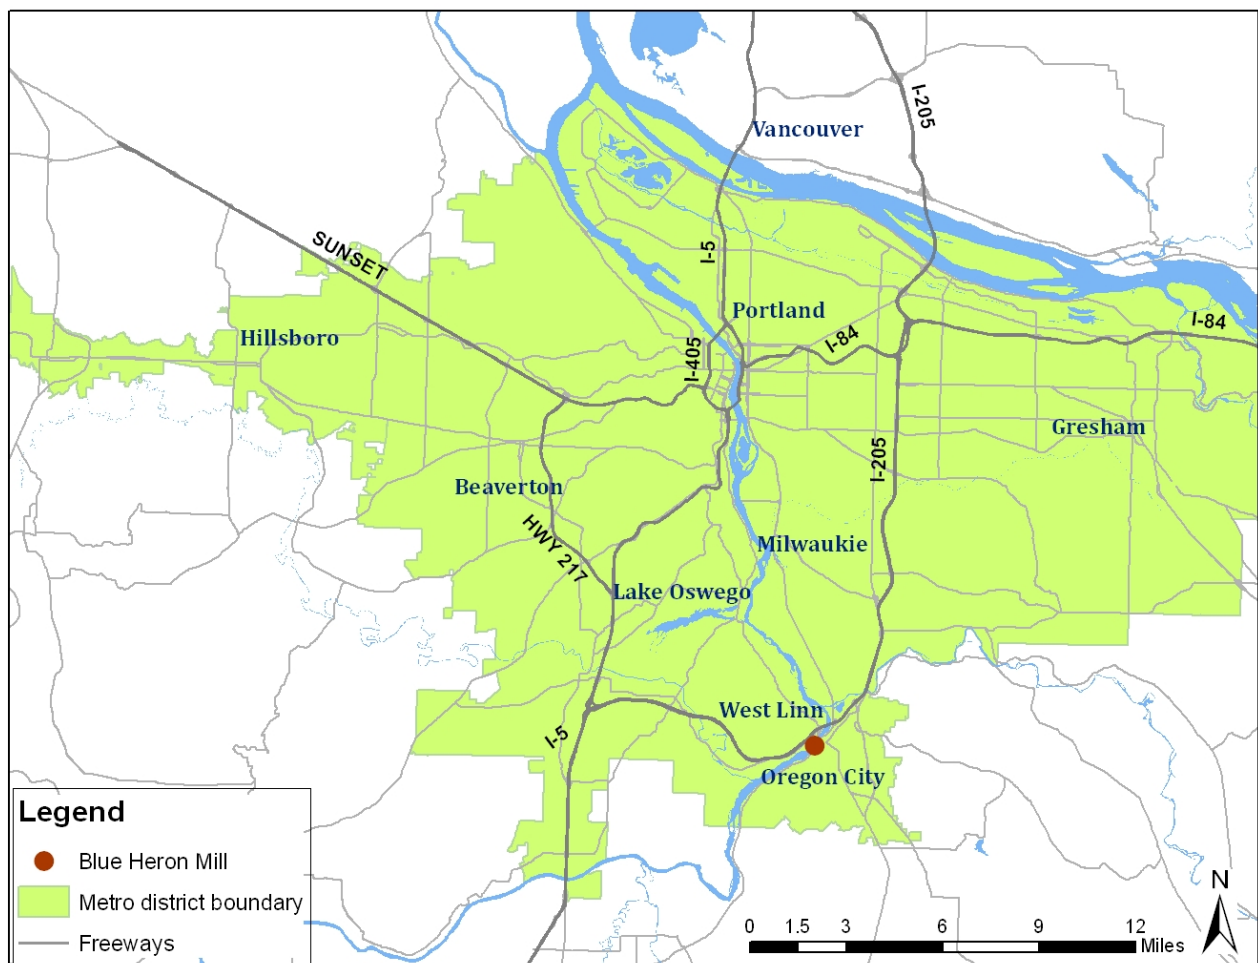 I-205
Vancouver
SUNSET
I-5
Portland
I-84
I-84
Hillsboro
I-405
Gresham
I-205
Beaverton
HWY 217
Milwaukie
Lake Oswego
West Linn
I-5
Oregon City
Legend
Blue Heron Mill
Metro district boundary
Freeways
N
0 1.5 3 6 9 12
Miles